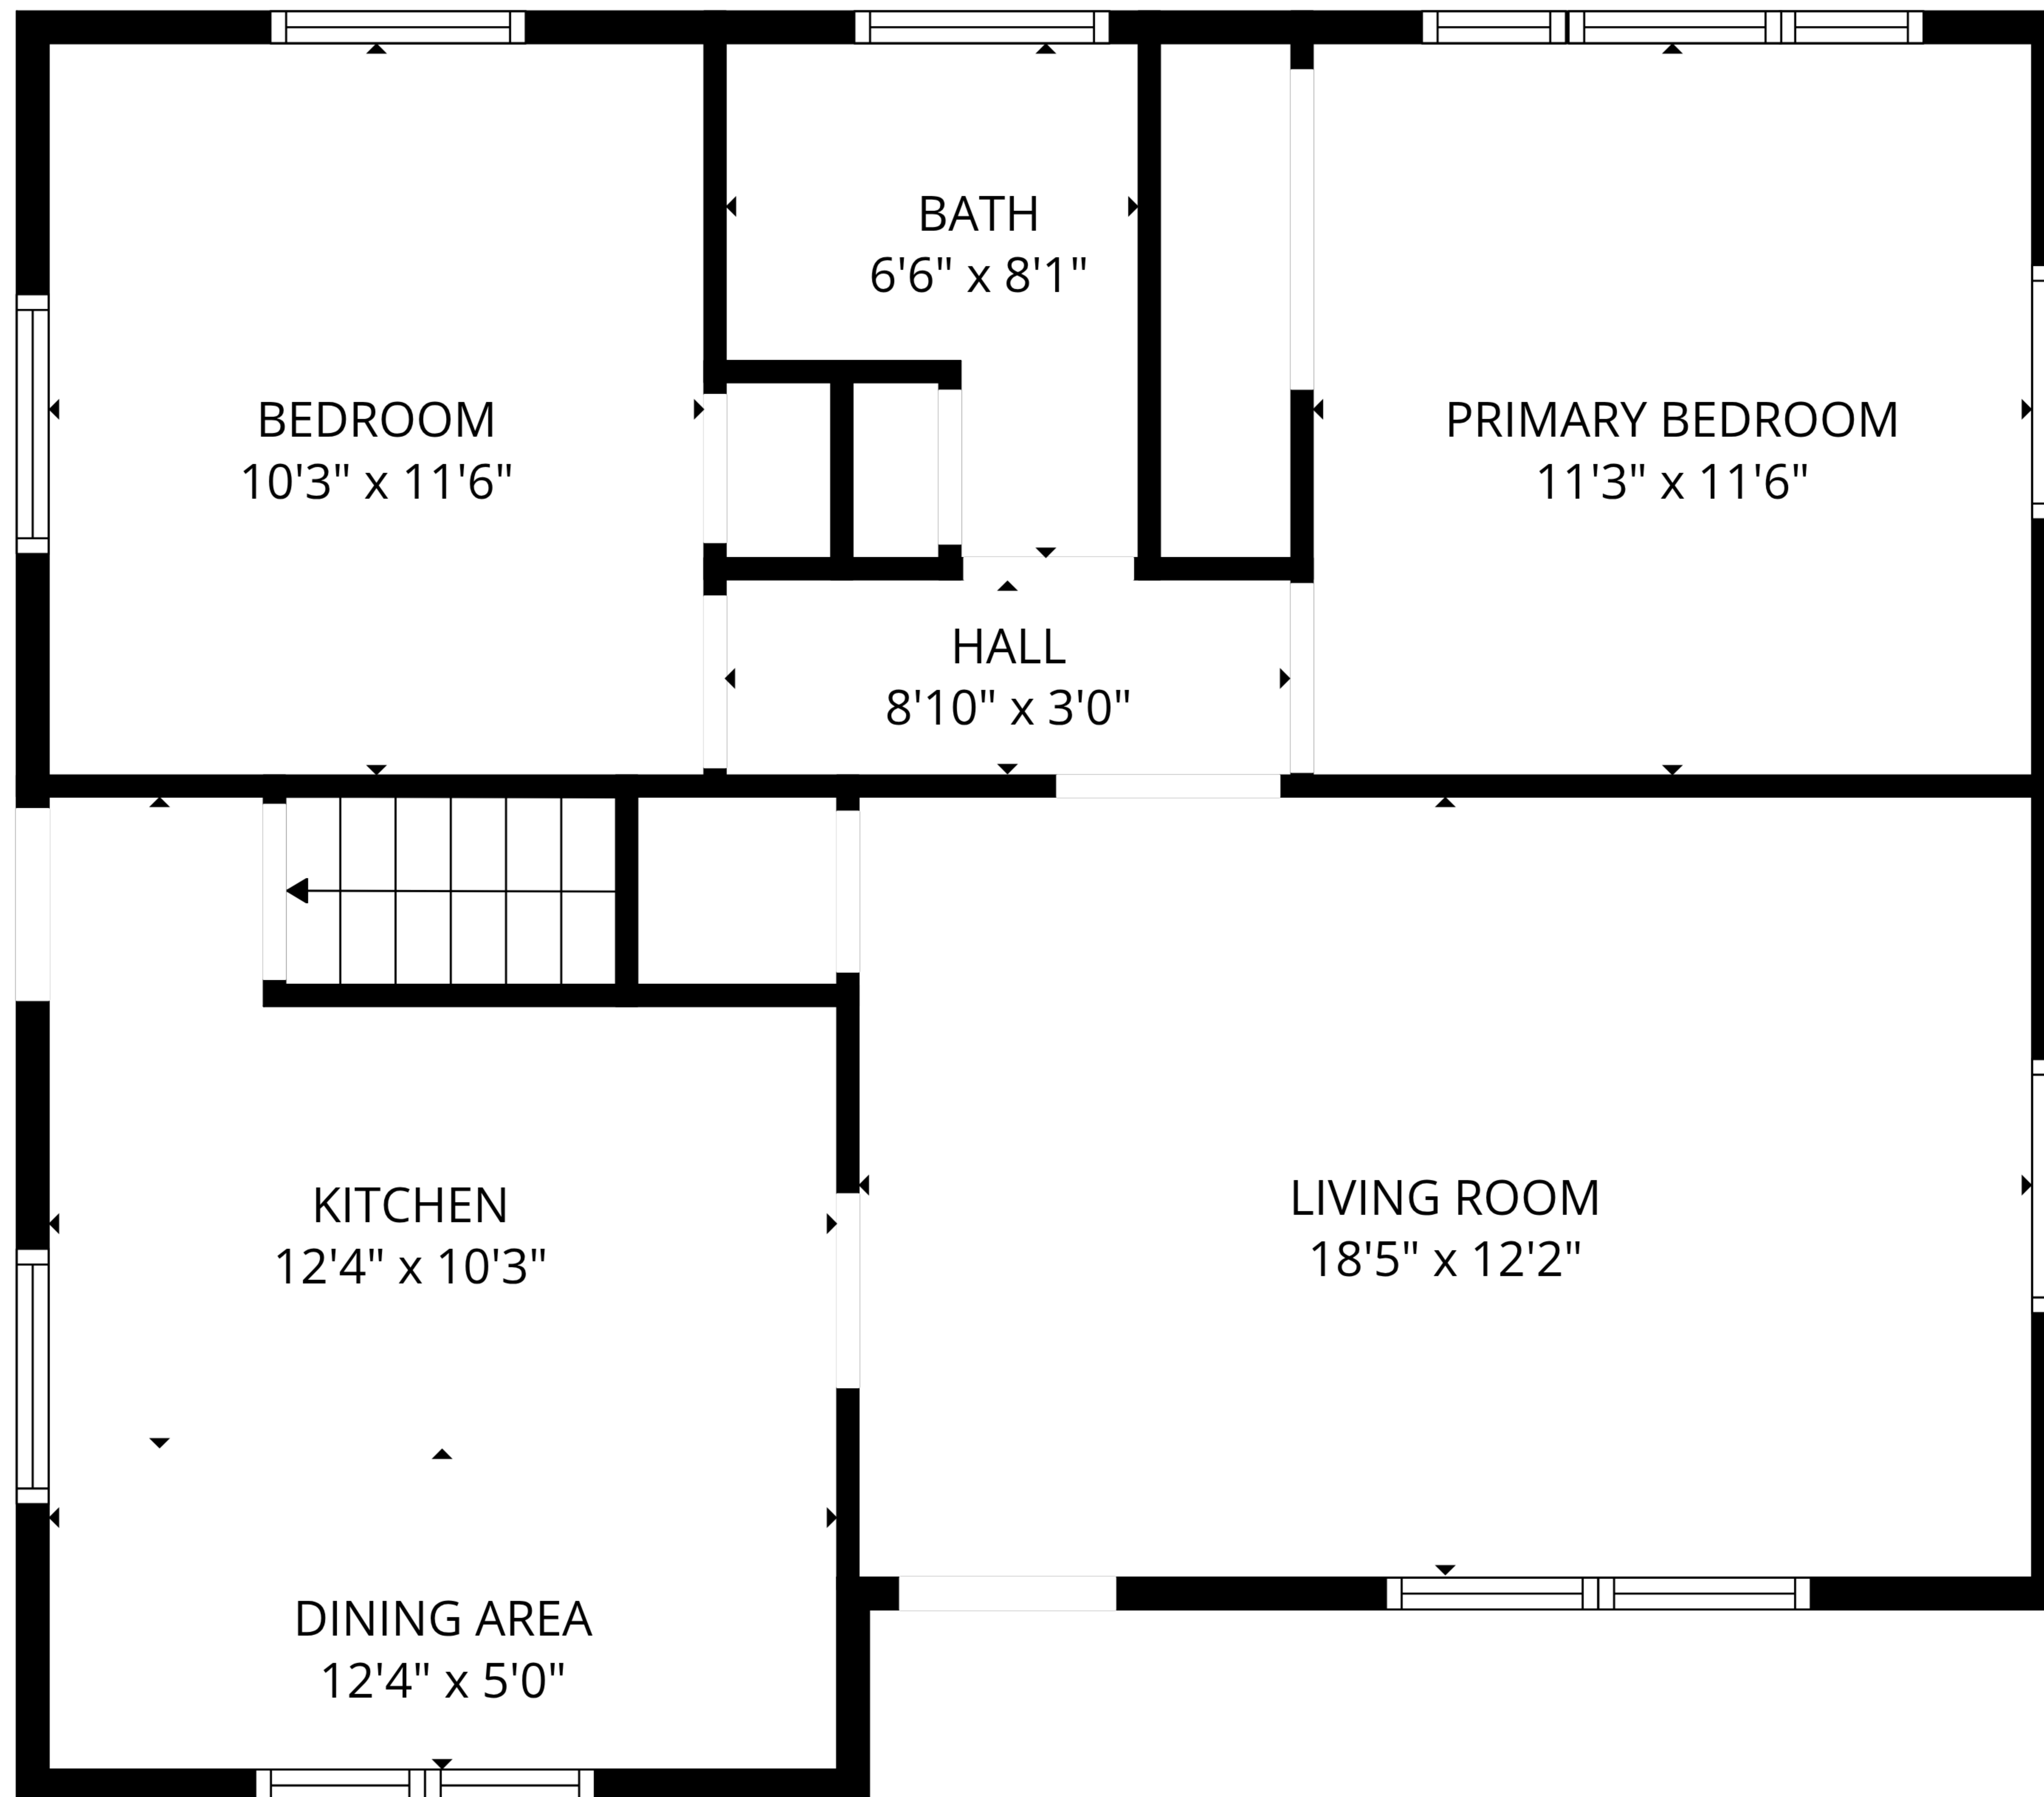 BATH
6'6" x 8'1"
BEDROOM
10'3" x 11'6"
PRIMARY BEDROOM
11'3" x 11'6"
HALL
8'10" x 3'0"
KITCHEN
12'4" x 10'3"
LIVING ROOM
18'5" x 12'2"
DINING AREA
12'4" x 5'0"